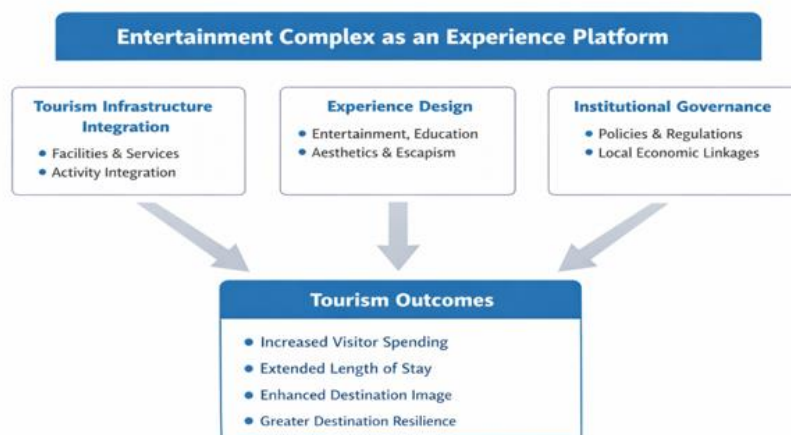 Entertainment Complex as an Experience Platform
Tourism Infrastructure
Integration
• Facilities & Services
• Activity Integration
Experience Design
• Entertainment, Education
• Aesthetics & Escapism
Institutional Governance
• Policies & Regulations
• Local Economic Linkages
Tourism Outcomes
• Increased Visitor Spending
• Extended Length of Stay
• Enhanced Destination Image
• Greater Destination Resilience